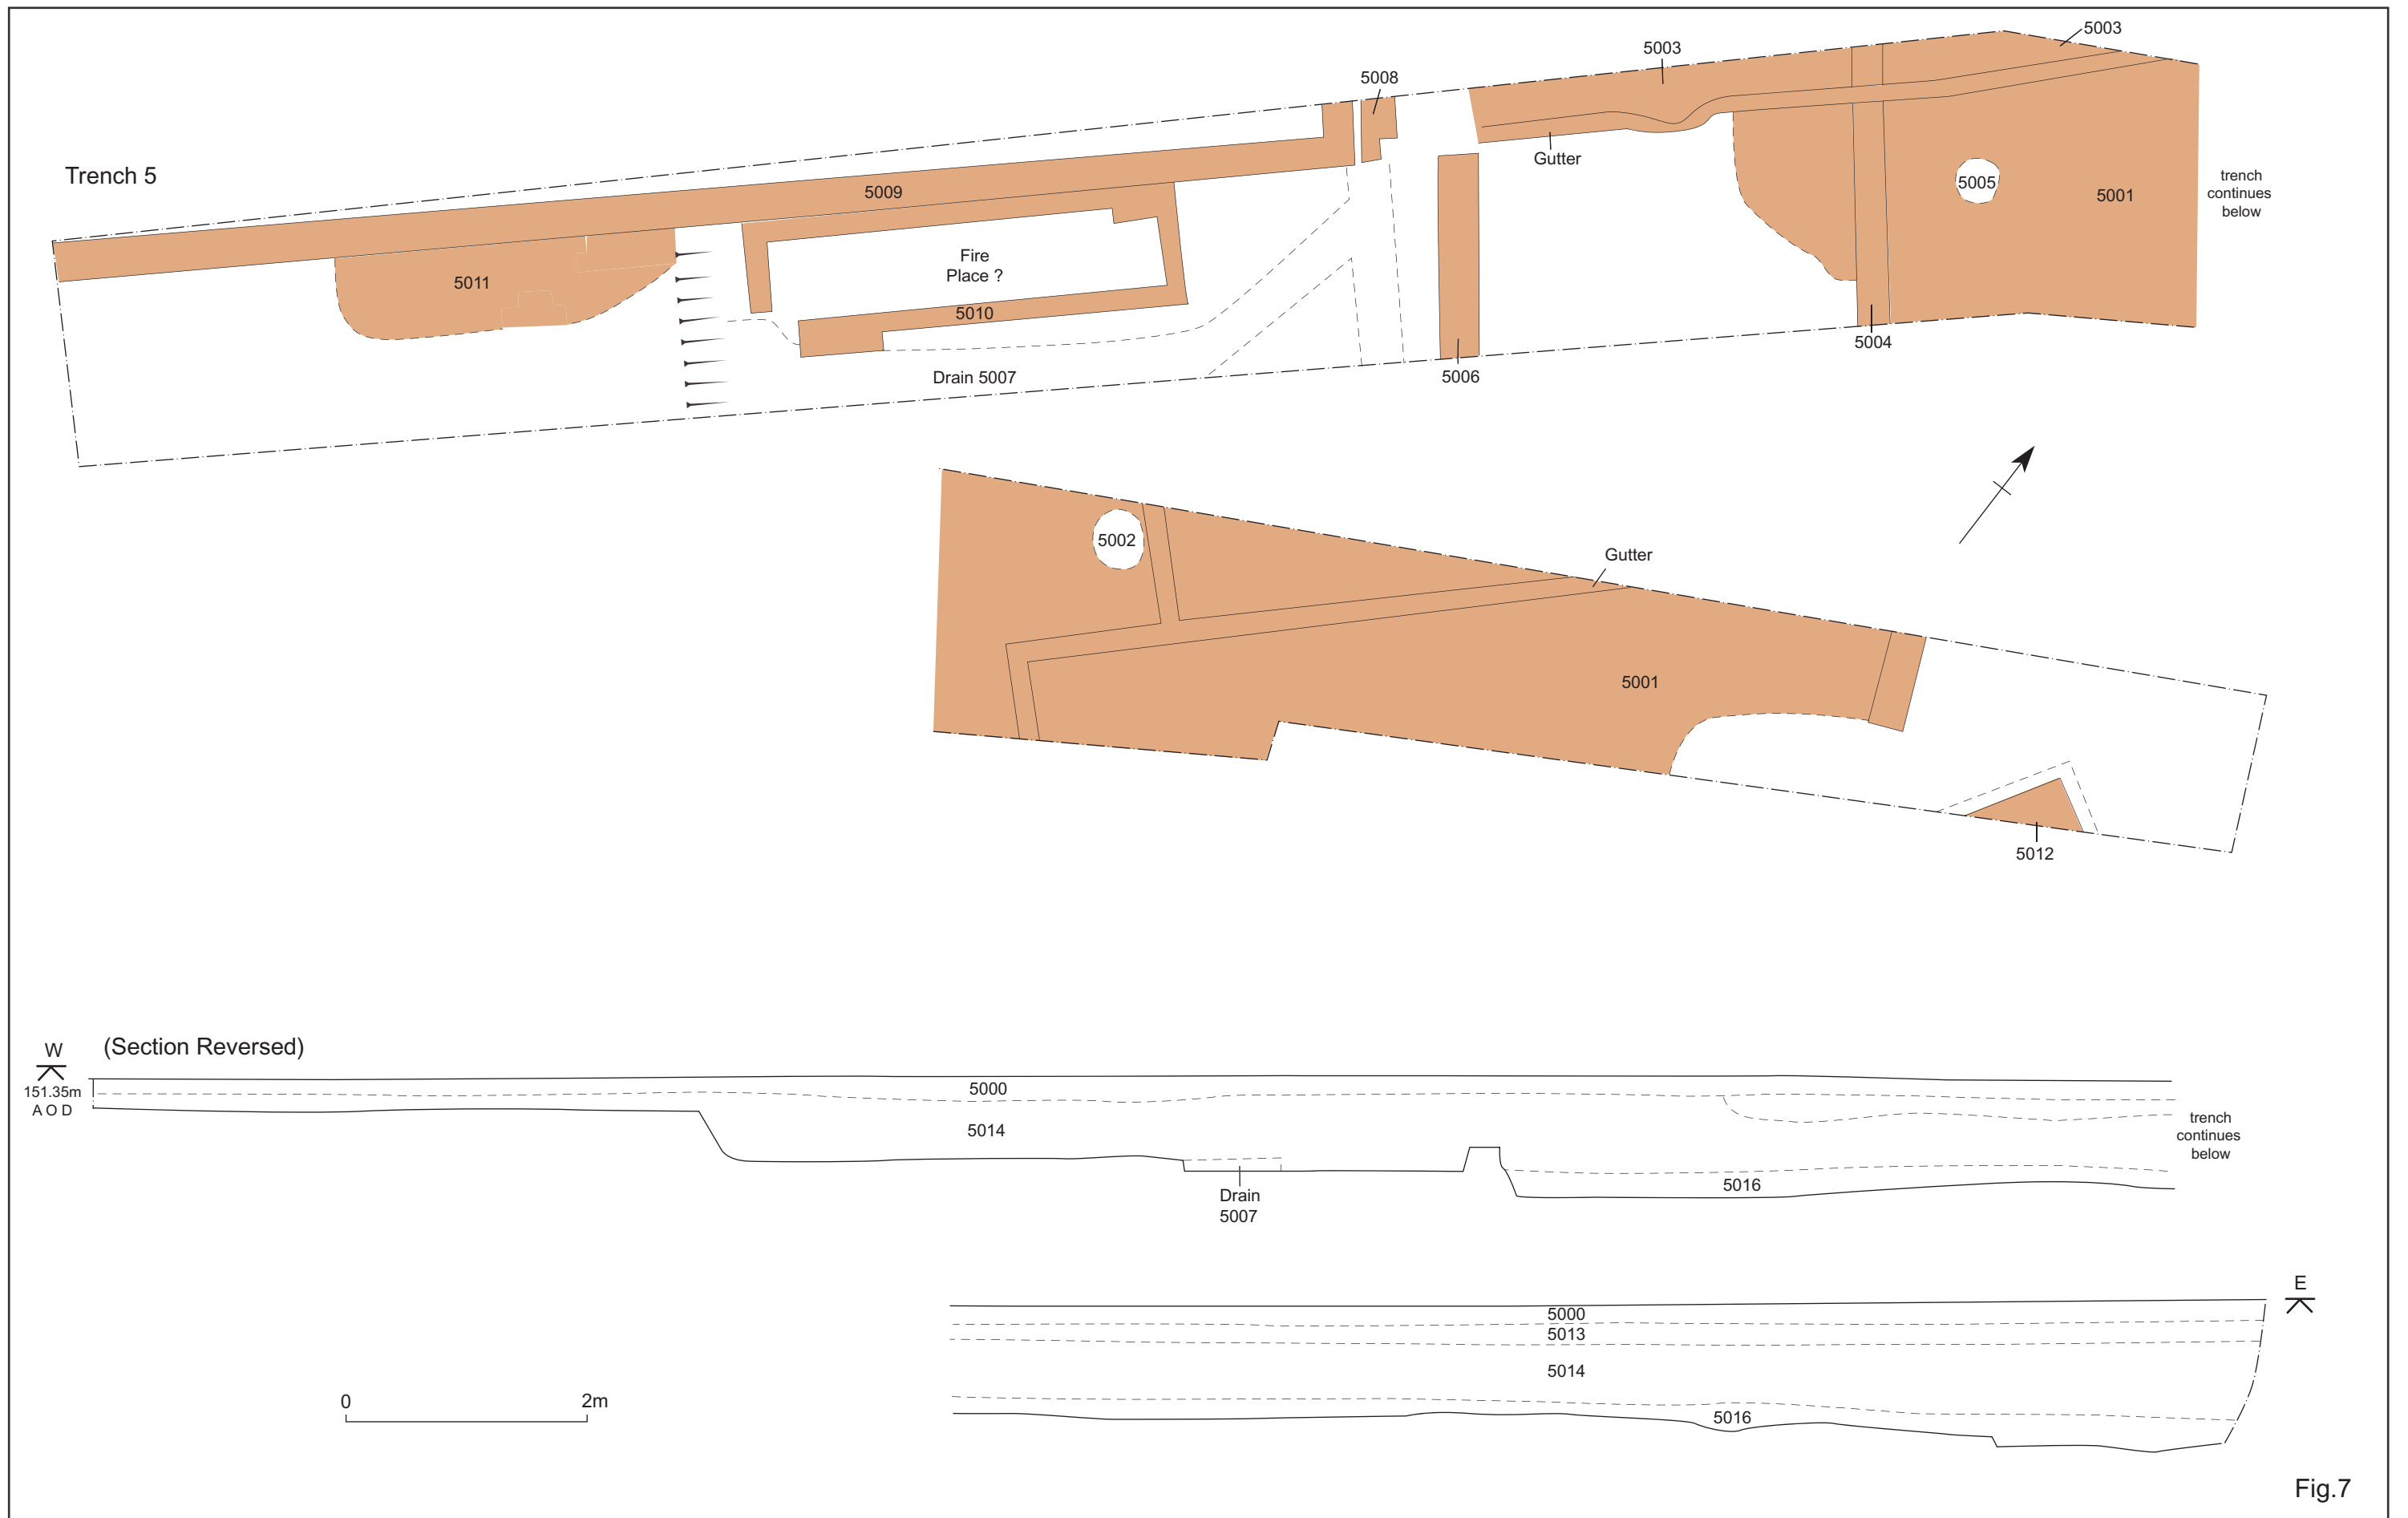 Trench 5
5003
5003
5008
Gutter
5009
5005
5001
trench
continues
below
5011
Fire
Place ?
5010
Drain 5007
5006
5004
5002
Gutter
5001
5012
W
(Section Reversed)
151.35m
A O D
5000
5014
trench
continues
below
5016
Drain
5007
E
5000
5013
5014
5016
0
2m
Fig.7